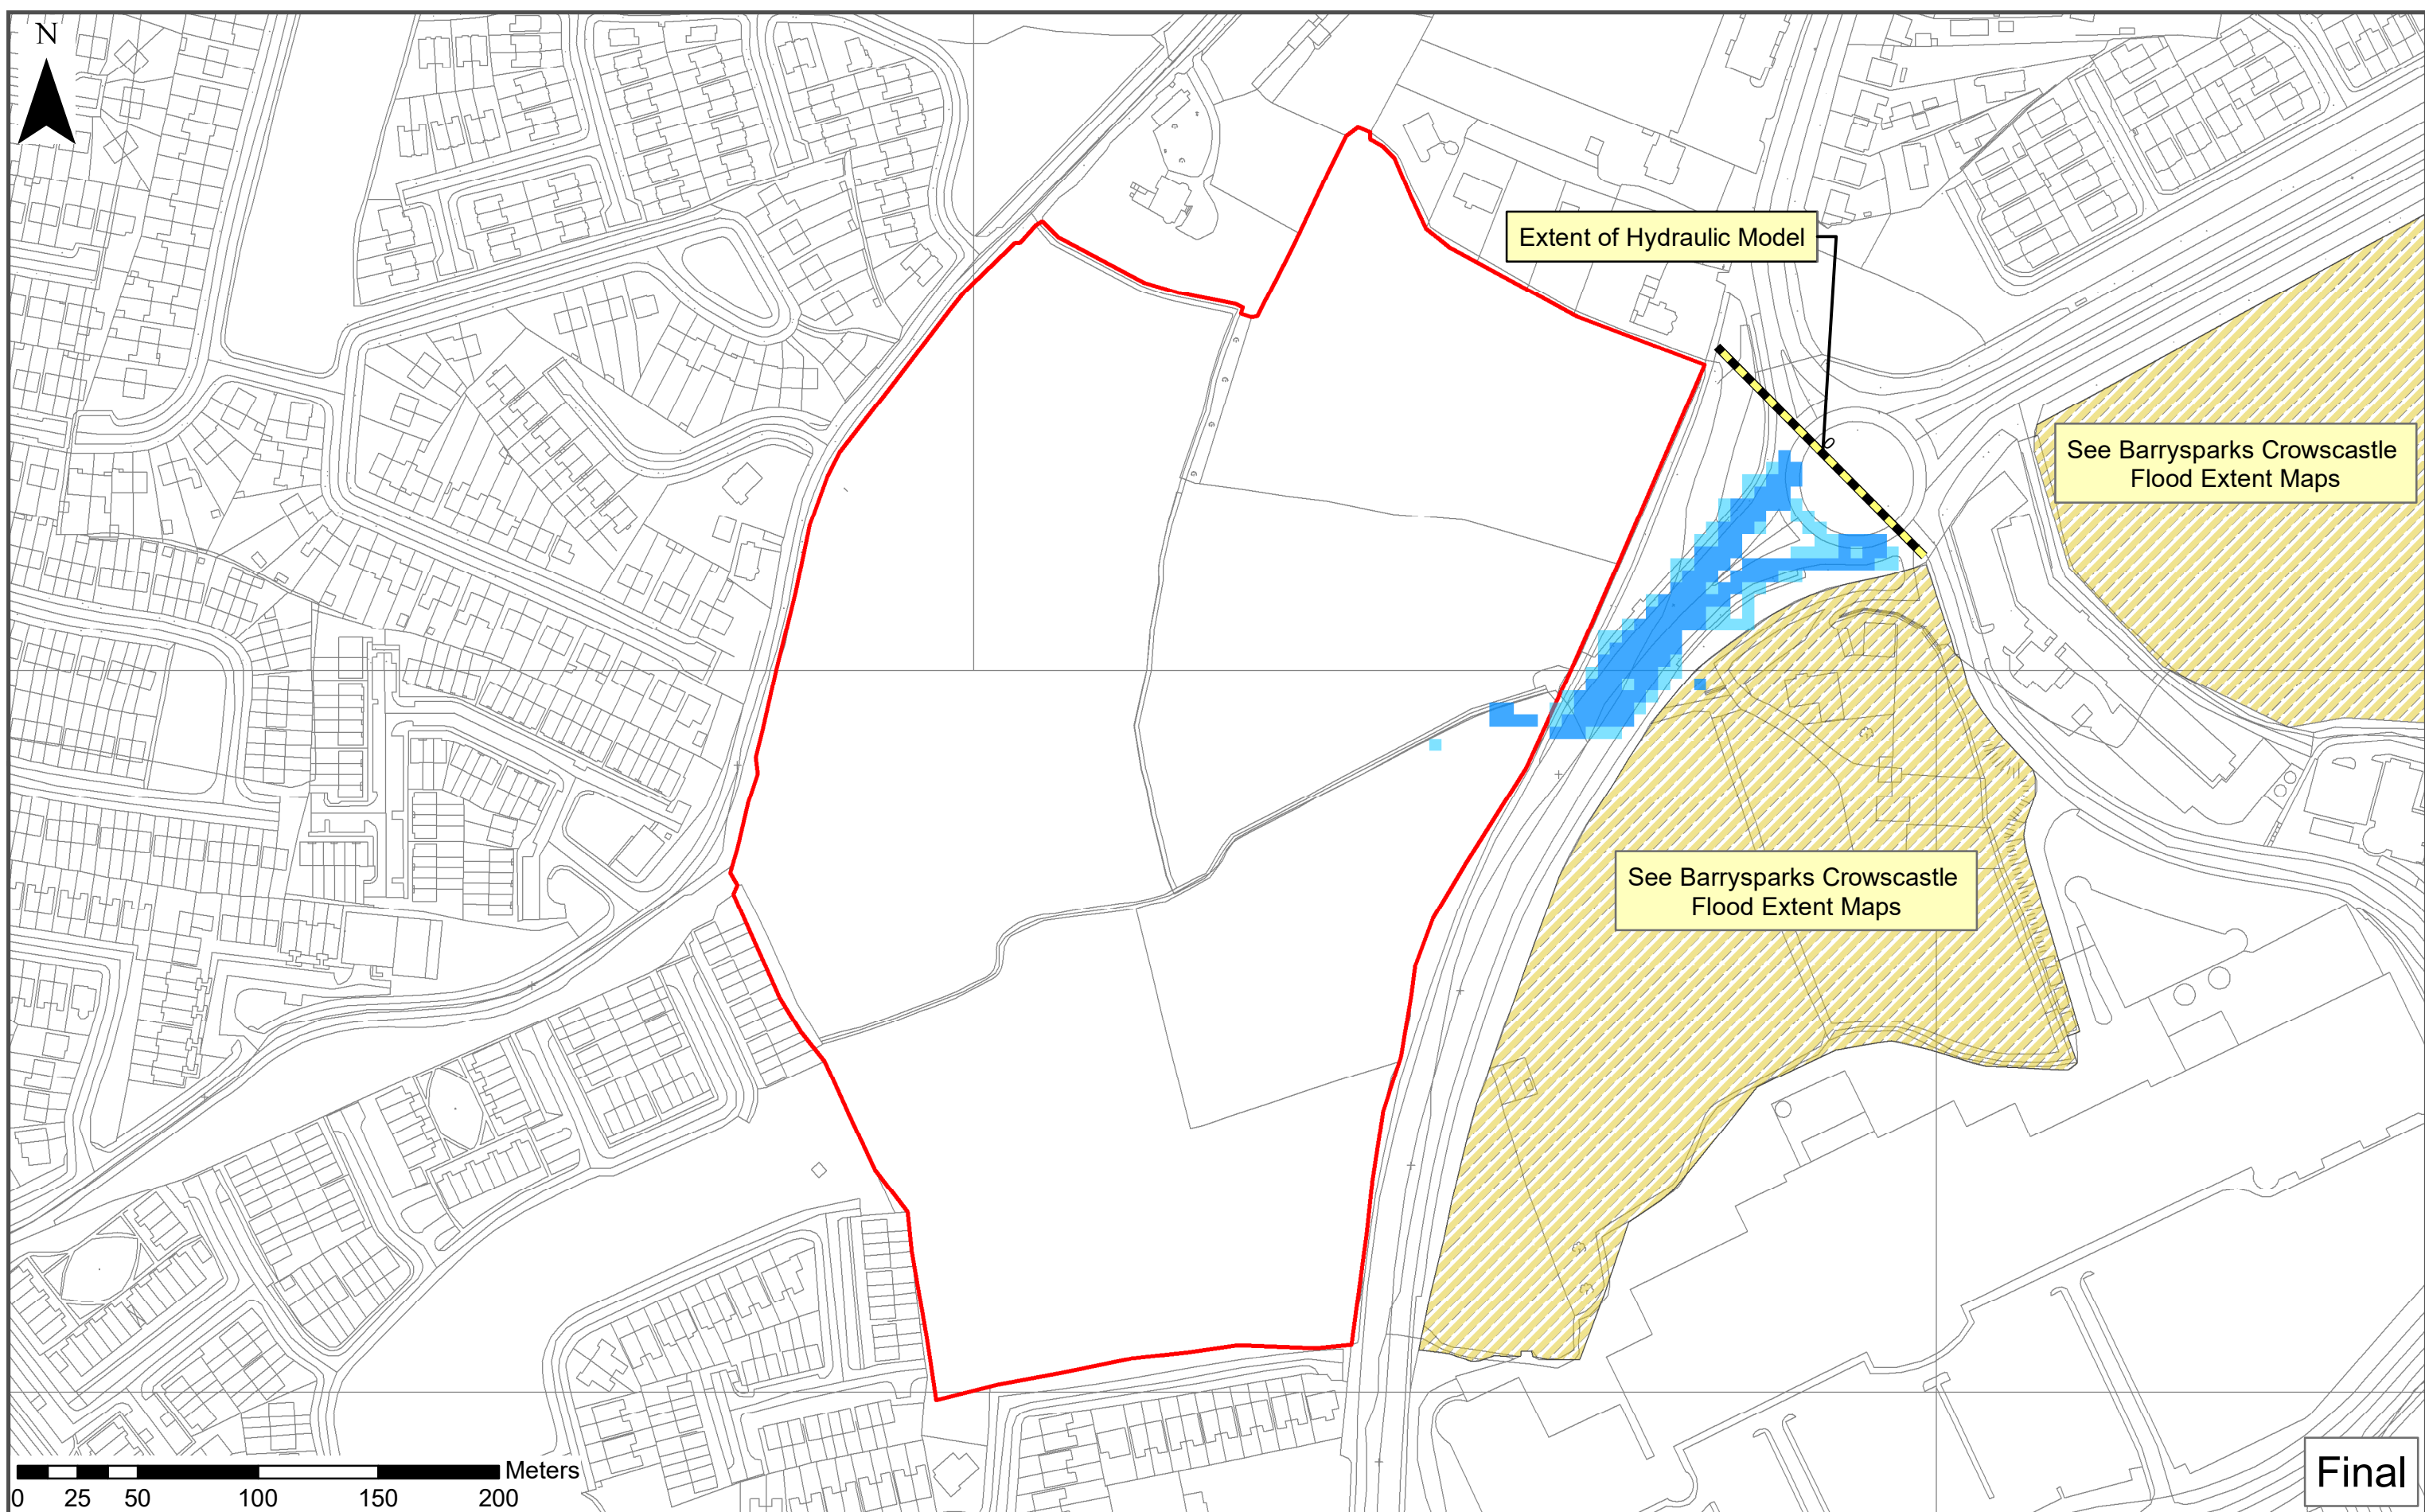 N
Extent of Hydraulic Model
See Barrysparks Crowscastle
Flood Extent Maps
See Barrysparks Crowscastle
Flood Extent Maps
Meters
0 25 50 100 150 200
Final